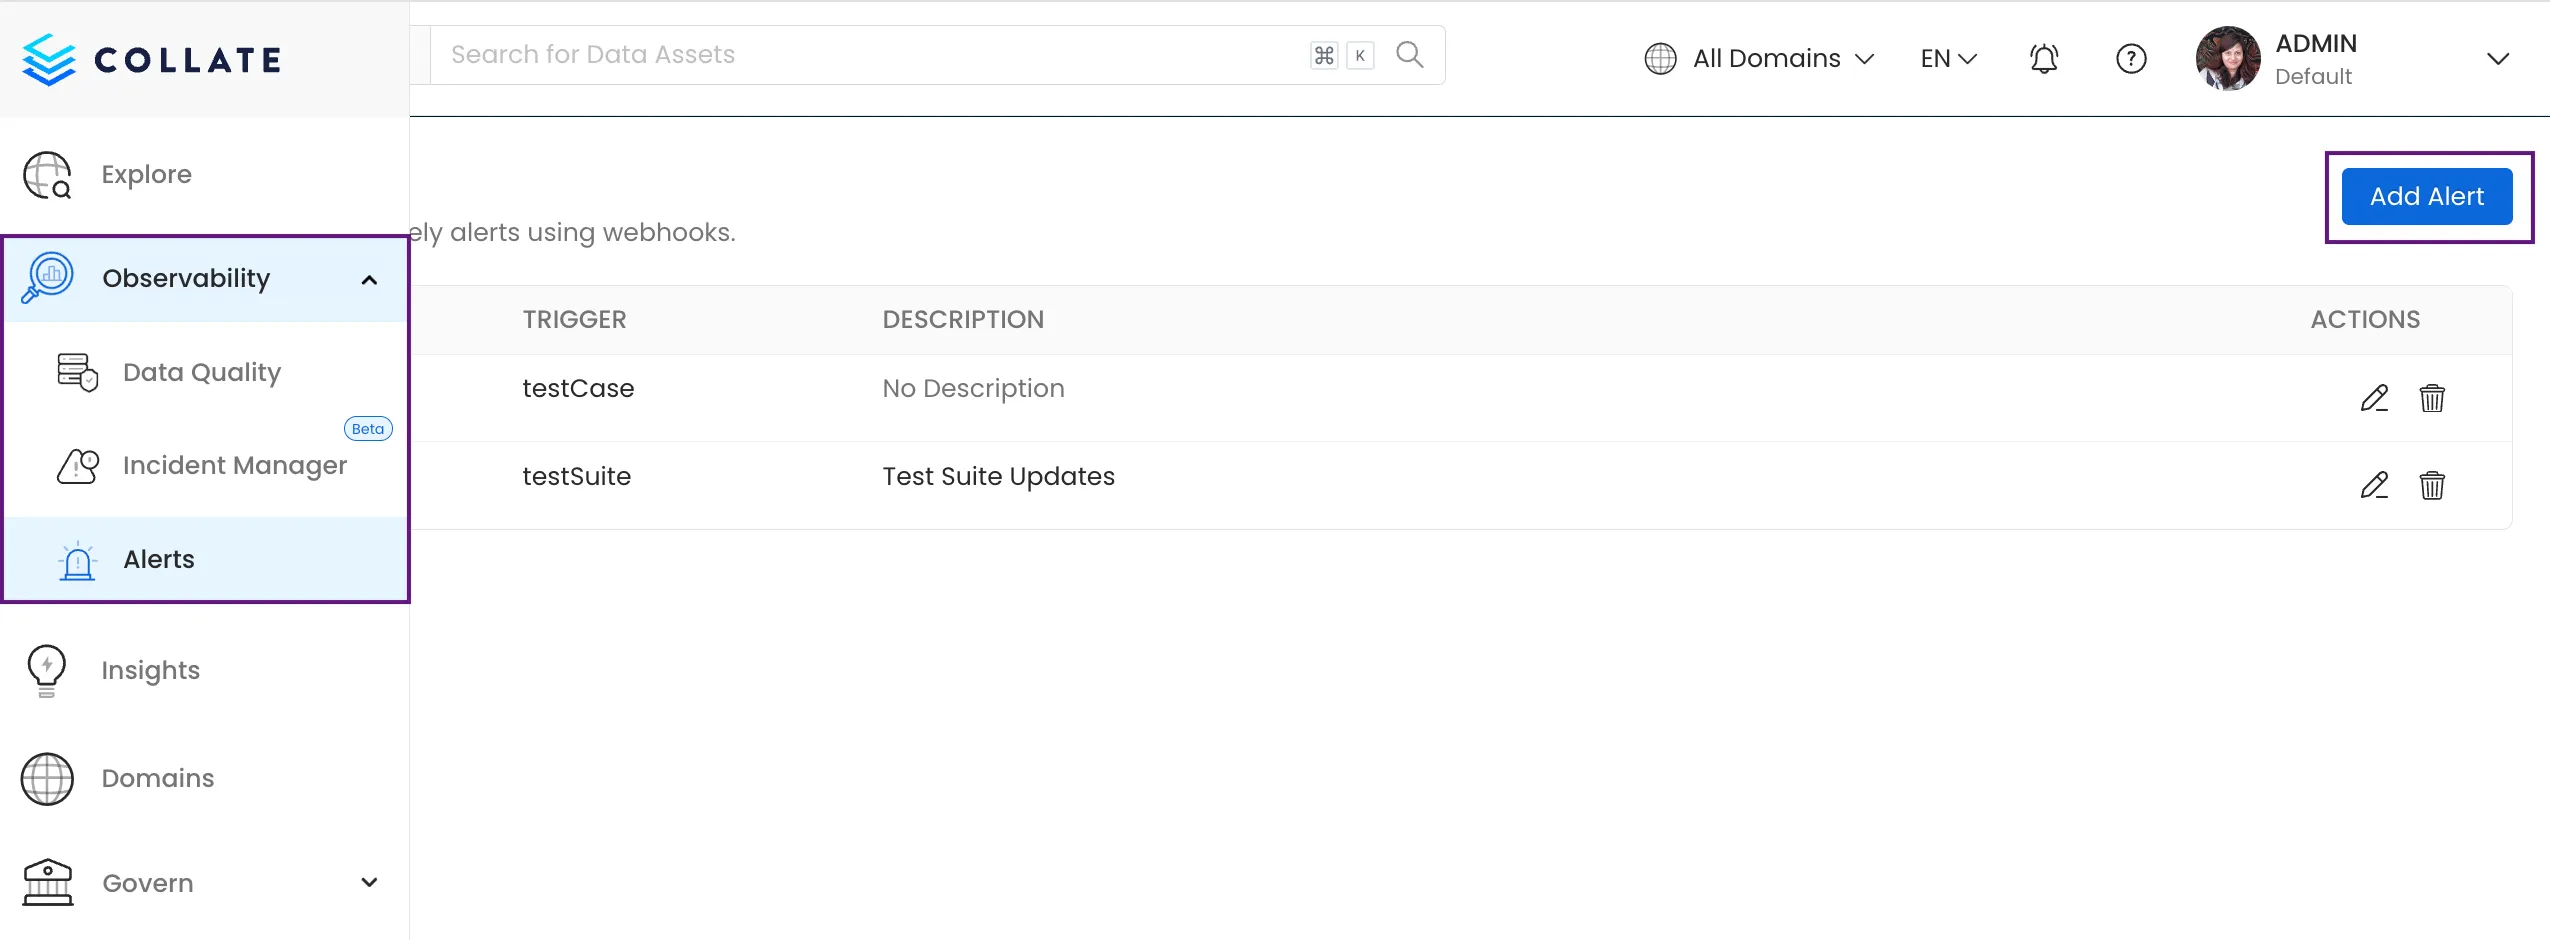 COLLATE
Search for Data Assets
⌘ K
All Domains
EN
?
ADMIN
Default
Explore
Add Alert
ely alerts using webhooks.
Observability
TRIGGER DESCRIPTION ACTIONS
Data Quality
testCase No Description
Beta
Incident Manager
testSuite Test Suite Updates
Alerts
Insights
Domains
Govern